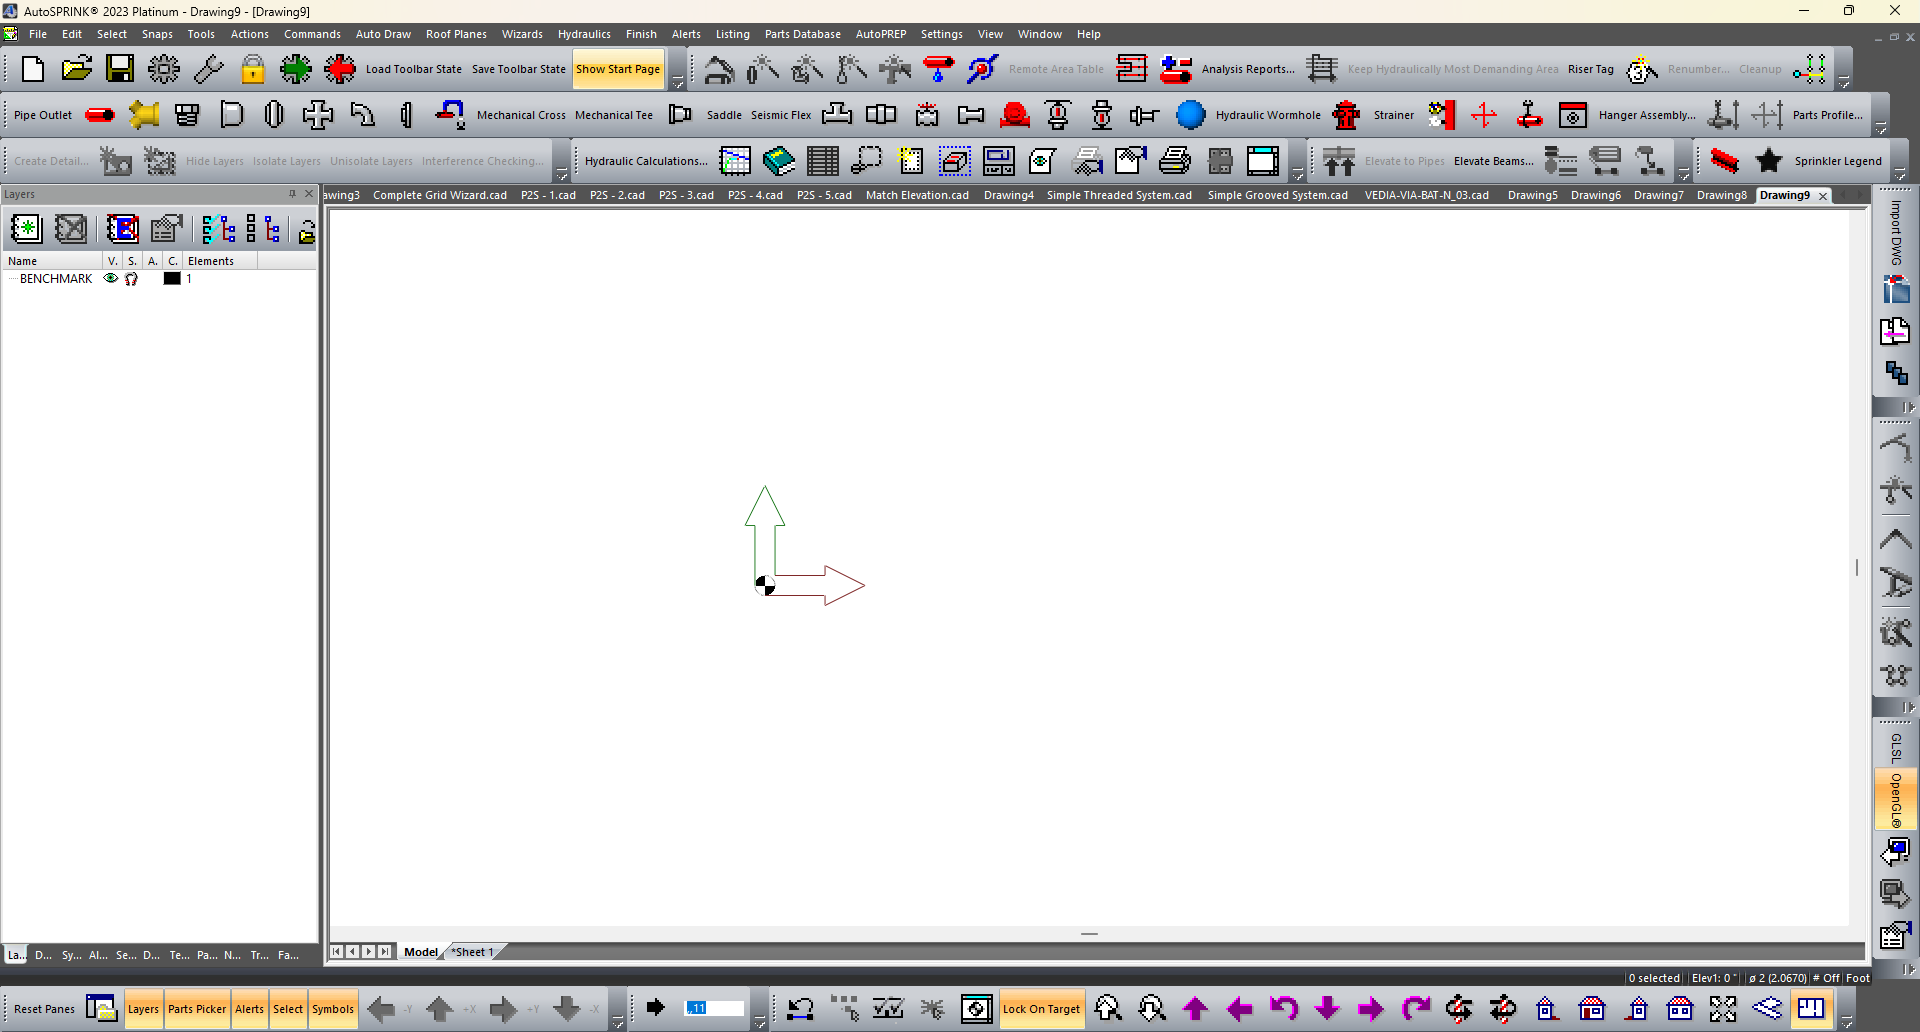 AutoSPRINK® 2023 Platinum - Drawing9 - [Drawing9]
File Edit Select Snaps Tools Actions Commands Auto Draw Roof Planes Wizards Hydraulics Finish Alerts Listing Parts Database AutoPREP Settings View Window Help
Load Toolbar State Save Toolbar State Show Start Page Remote Area Table Analysis Reports... Keep Hydraulically Most Demanding Area Riser Tag Renumber... Cleanup
Pipe Outlet Mechanical Cross Mechanical Tee Saddle Seismic Flex Hydraulic Wormhole Strainer Hanger Assembly... Parts Profile...
Create Detail... Hide Layers Isolate Layers Unisolate Layers Interference Checking... Hydraulic Calculations... Elevate to Pipes Elevate Beams... Sprinkler Legend
Layers
awing3 Complete Grid Wizard.cad P2S - 1.cad P2S - 2.cad P2S - 3.cad P2S - 4.cad P2S - 5.cad Match Elevation.cad Drawing4 Simple Threaded System.cad Simple Grooved System.cad VEDIA-VIA-BAT-N_03.cad Drawing5 Drawing6 Drawing7 Drawing8 Drawing9
Name V. S. A. C. Elements
BENCHMARK 1
Import DWG
GLSL
OpenGL®
Model *Sheet 1
La... D... Sy... Al... Se... D... Te... Pa... N... Tr... Fa...
0 selected Elev1: 0 " ø 2 (2.0670) # Off Foot
Reset Panes Layers Parts Picker Alerts Select Symbols -Y +X +Y -X ,,11 Lock On Target